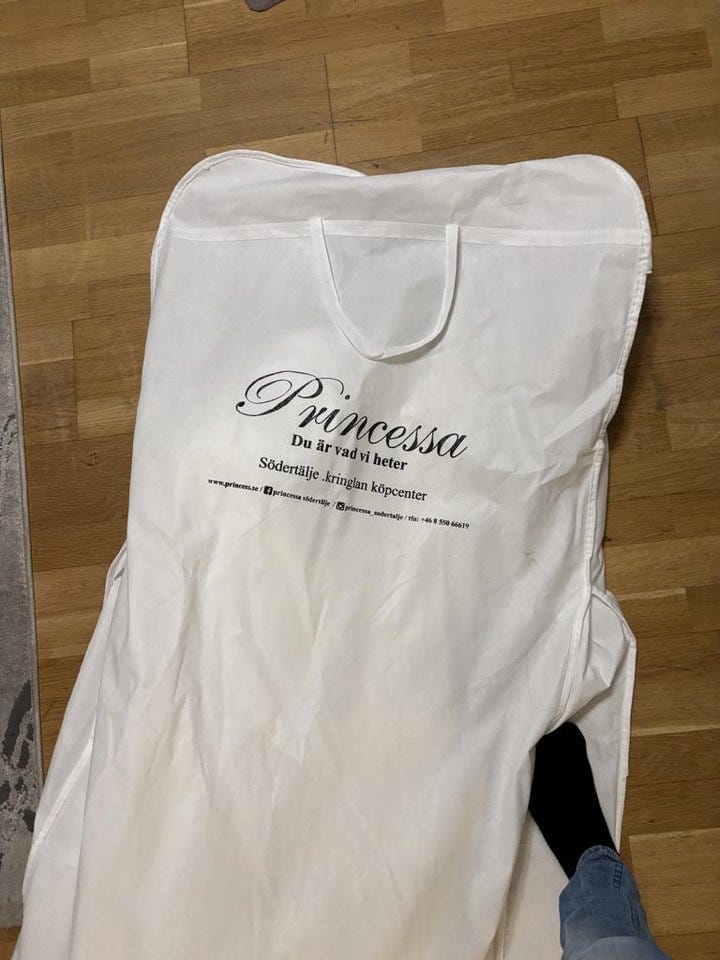 Princessa
Du är vad vi heter
Södertälje .kringlan köpcenter
www.princess.se / princessa södertälje / princessa_sodertalje / tfn: +46 8 550 66619